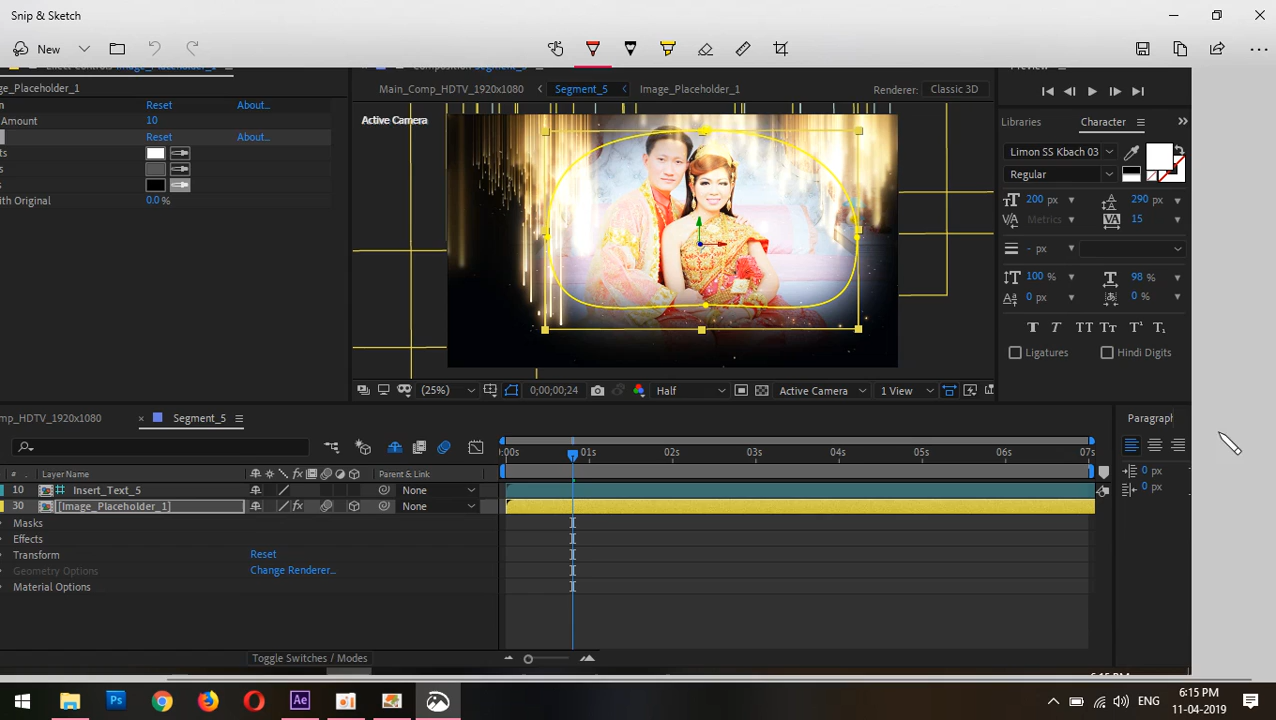 Snip & Sketch
New
Effect Controls Image_Placeholder_1
Composition Segment_5
Preview
ge_Placeholder_1
Main_Comp_HDTV_1920x1080
Segment_5
Image_Placeholder_1
Renderer:
Classic 3D
n
Reset
About...
Amount
10
Reset
About...
ts
s
s
ith Original
0.0 %
Active Camera
Libraries
Character
Limon SS Kbach 03
Regular
200 px
290 px
Metrics
15
- px
100 %
98 %
0 px
0 %
T T TT Tr T¹ T₁
Ligatures
Hindi Digits
(25%)
0;00;00;24
Half
Active Camera
1 View
omp_HDTV_1920x1080
Segment_5
Paragraph
:00s
01s
02s
03s
04s
05s
06s
07s
#
Layer Name
Parent & Link
10
Insert_Text_5
None
30
[Image_Placeholder_1]
None
Masks
Effects
Transform
Reset
Geometry Options
Change Renderer...
Material Options
0 px
0 px
Toggle Switches / Modes
ENG
6:15 PM
11-04-2019